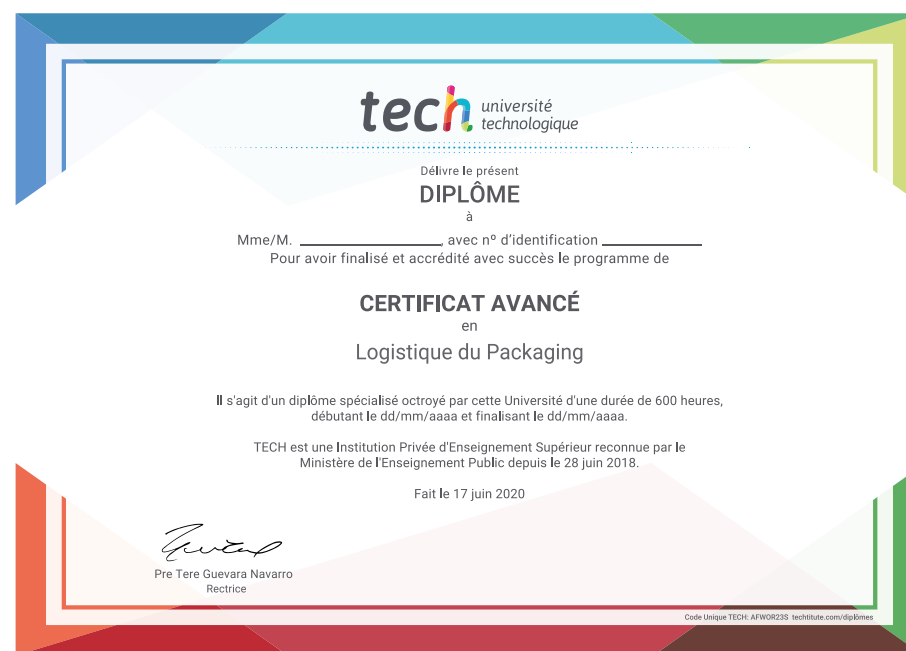 tech université
technologique
Délivre le présent
DIPLÔME
à
Mme/M. ____________________, avec nº d'identification ______________
Pour avoir finalisé et accrédité avec succès le programme de
CERTIFICAT AVANCÉ
en
Logistique du Packaging
Il s'agit d'un diplôme spécialisé octroyé par cette Université d'une durée de 600 heures,
débutant le dd/mm/aaaa et finalisant le dd/mm/aaaa.
TECH est une Institution Privée d'Enseignement Supérieur reconnue par le
Ministère de l'Enseignement Public depuis le 28 juin 2018.
Fait le 17 juin 2020
Pre Tere Guevara Navarro
Rectrice
Code Unique TECH: AFWOR23S techtitute.com/diplômes